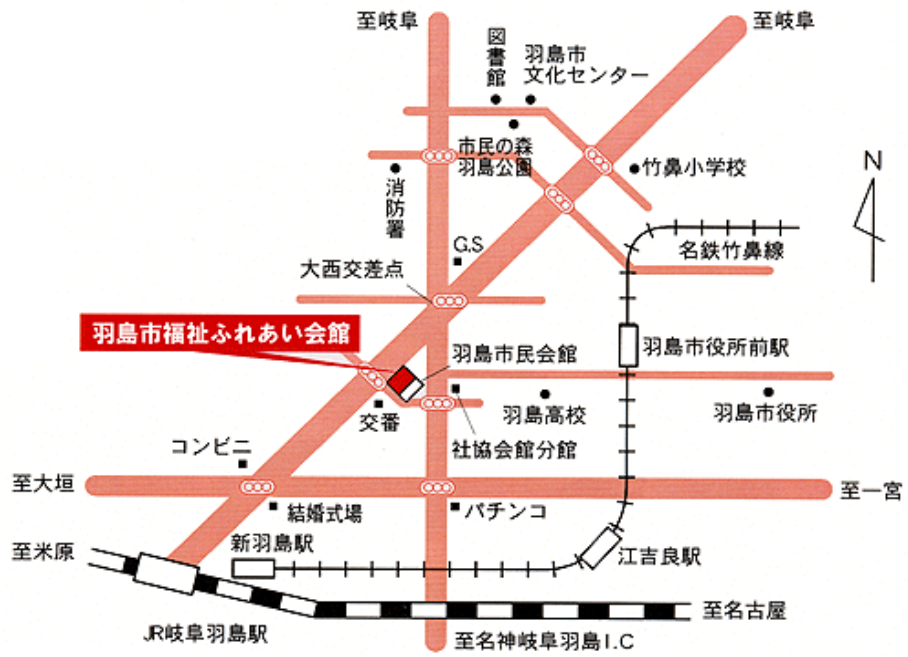 至岐阜
至岐阜
図書館
羽島市
文化センター
市民の森
羽島公園
竹鼻小学校
消防署
N
G.S
名鉄竹鼻線
大西交差点
羽島市福祉ふれあい会館
羽島市民会館
羽島市役所前駅
交番
羽島高校
羽島市役所
コンビニ
社協会館分館
至大垣
至一宮
結婚式場
パチンコ
新羽島駅
至米原
江吉良駅
JR岐阜羽島駅
至名古屋
至名神岐阜羽島I.C